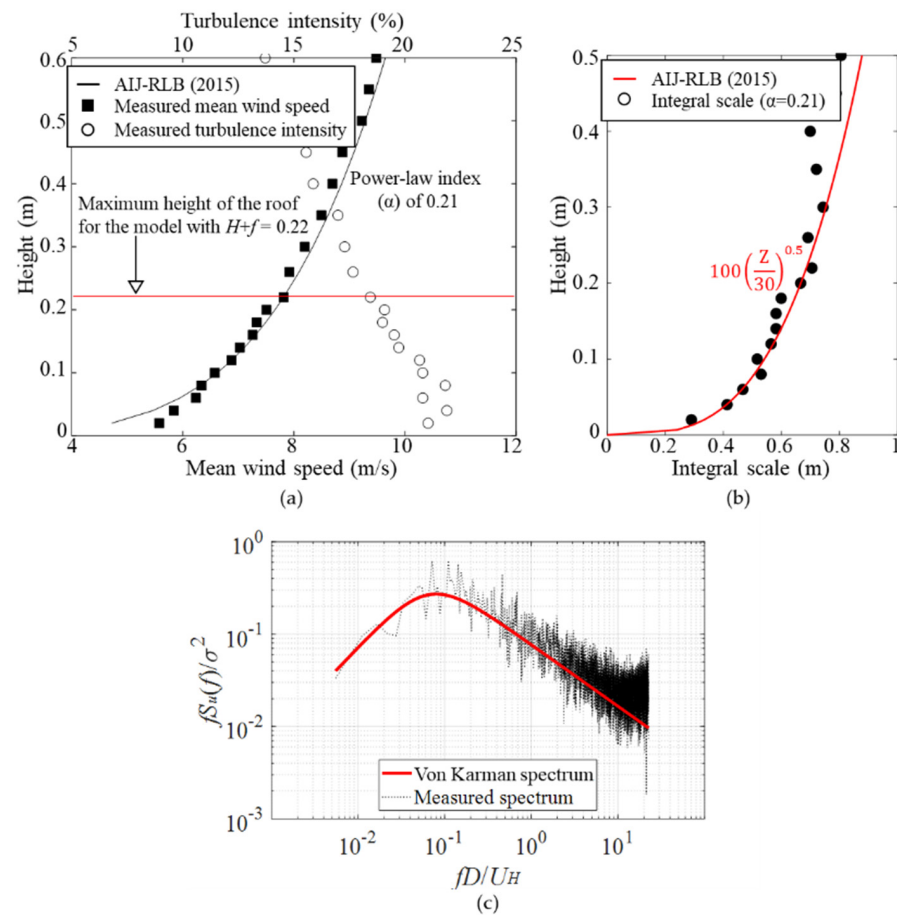 Turbulence intensity (%)
5 10 15 20 25
0.6
0.5
0.4
0.3
0.2
0.1
0
Height (m)
AIJ-RLB (2015)
Measured mean wind speed
Measured turbulence intensity
Power-law index
(α) of 0.21
Maximum height of the roof
for the model with H+f = 0.22
4 6 8 10 12
Mean wind speed (m/s)
(a)
0.5
0.4
0.3
0.2
0.1
0
Height (m)
AIJ-RLB (2015)
Integral scale (α=0.21)
100(Z/30)^0.5
0 0.2 0.4 0.6 0.8 1
Integral scale (m)
(b)
10^0
10^-1
10^-2
10^-3
fSu(f)/σ^2
Von Karman spectrum
Measured spectrum
10^-2 10^-1 10^0 10^1
fD/UH
(c)